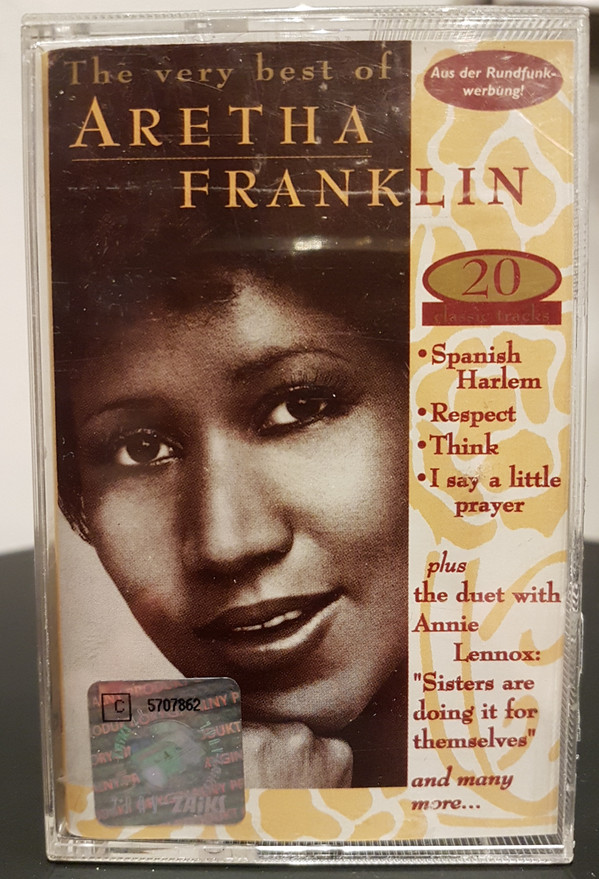 The very best of
ARETHA
FRANKLIN
Aus der Rundfunk-
werbung!
20
classic tracks
•Spanish
Harlem
•Respect
•Think
•I say a little
prayer
plus
the duet with
Annie
Lennox:
"Sisters are
doing it for
themselves"
and many
more...
C 5707862
ZAIKS